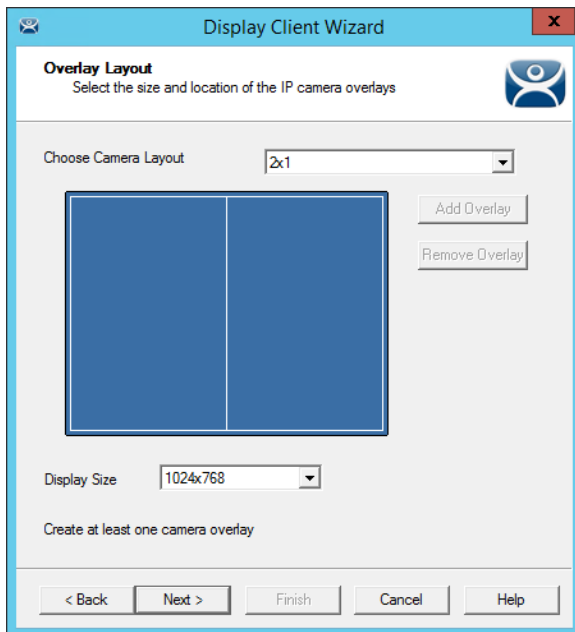 Display Client Wizard
x
Overlay Layout
Select the size and location of the IP camera overlays
Choose Camera Layout
2x1
Add Overlay
Remove Overlay
Display Size
1024x768
Create at least one camera overlay
< Back
Next >
Finish
Cancel
Help